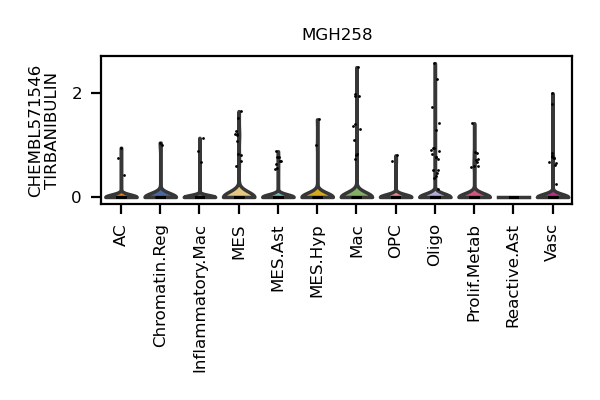 MGH258
CHEMBL571546
TIRBANIBULIN
2
0
AC
Chromatin.Reg
Inflammatory.Mac
MES
MES.Ast
MES.Hyp
Mac
OPC
Oligo
Prolif.Metab
Reactive.Ast
Vasc